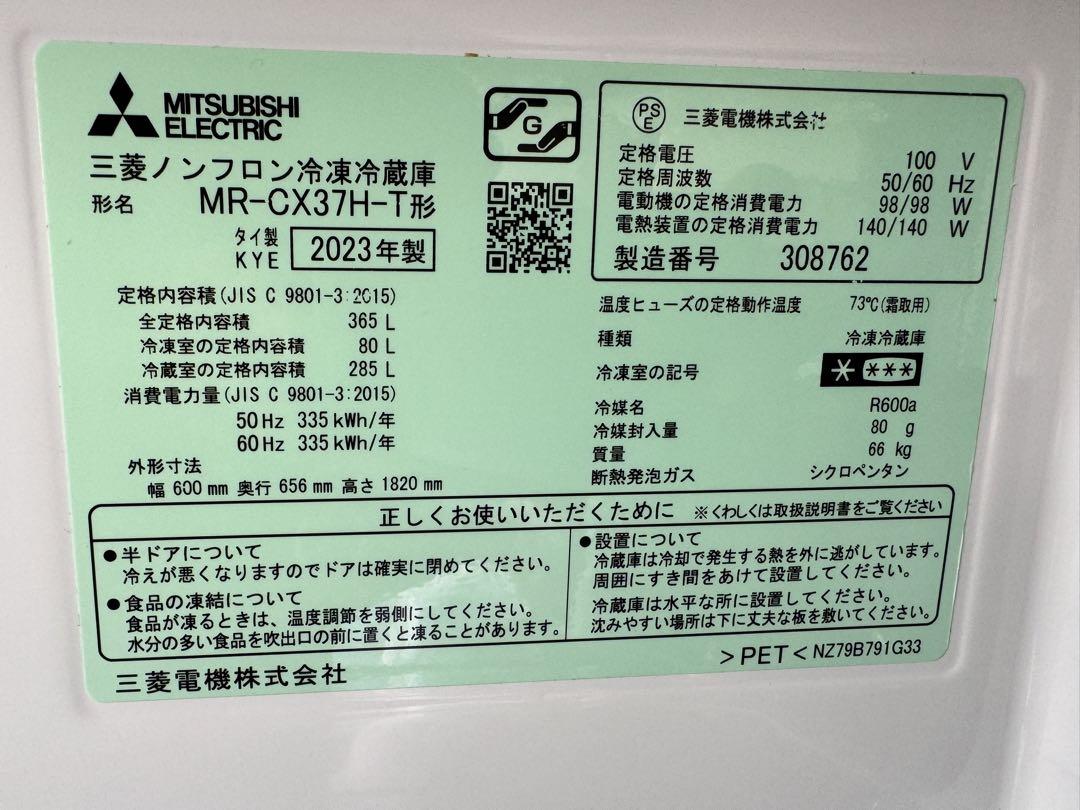 MITSUBISHI
ELECTRIC
三菱ノンフロン冷凍冷蔵庫
形名 MR-CX37H-T形
タイ製
KYE 2023年製
G
定格内容積(JIS C 9801-3:2015)
全定格内容積 365 L
冷凍室の定格内容積 80 L
冷蔵室の定格内容積 285 L
消費電力量(JIS C 9801-3:2015)
50Hz 335kWh/年
60Hz 335kWh/年
外形寸法
幅 600mm 奥行 656mm 高さ 1820mm
PSE 三菱電機株式会社
定格電圧 100 V
定格周波数 50/60 Hz
電動機の定格消費電力 98/98 W
電熱装置の定格消費電力 140/140 W
製造番号 308762
温度ヒューズの定格動作温度 73℃(霜取用)
種類 冷凍冷蔵庫
冷凍室の記号 * ***
冷媒名 R600a
冷媒封入量 80 g
質量 66 kg
断熱発泡ガス シクロペンタン
正しくお使いいただくために ※くわしくは取扱説明書をご覧ください
●半ドアについて
冷えが悪くなりますのでドアは確実に閉めてください。
●食品の凍結について
食品が凍るときは、温度調節を弱側にしてください。
水分の多い食品を吹出口の前に置くと凍ることがあります。
●設置について
冷蔵庫は冷却で発生する熱を外に逃がしています。
周囲にすき間をあけて設置してください。
冷蔵庫は水平な所に設置してください。
沈みやすい場所は下に丈夫な板を敷いてください。
三菱電機株式会社
>PET< NZ79B791G33